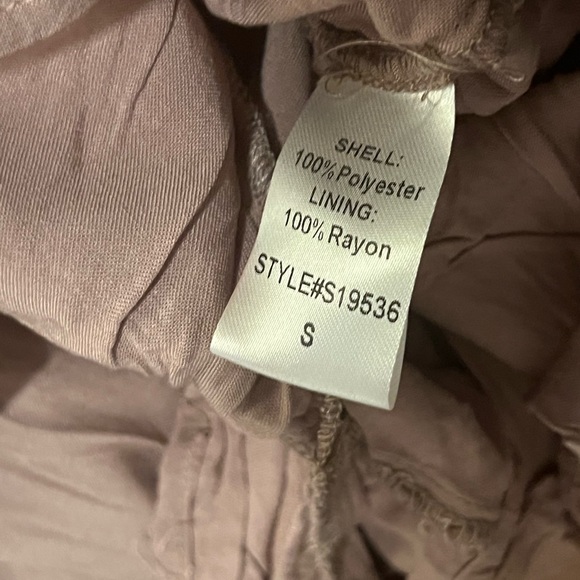 SHELL:
100%Polyester
LINING:
100% Rayon
STYLE#S19536
S